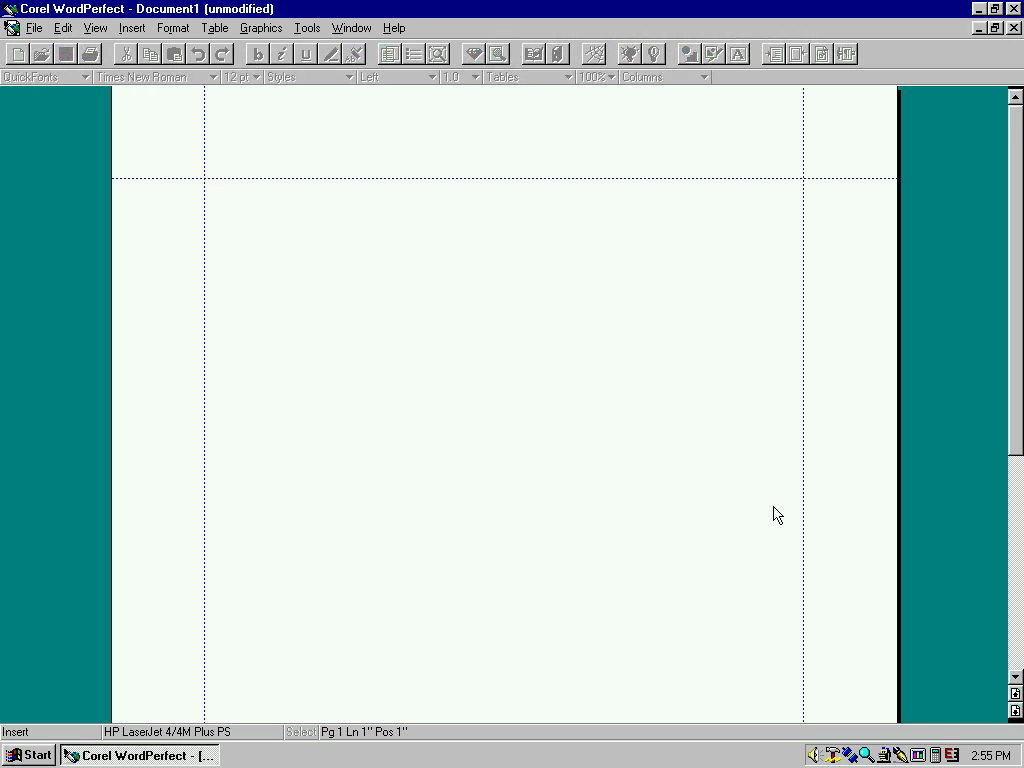 Corel WordPerfect - Document1 (unmodified)
File Edit View Insert Format Table Graphics Tools Window Help
b i u A
QuickFonts Times New Roman 12 pt Styles Left 1.0 Tables 100% Columns
Insert HP LaserJet 4/4M Plus PS Select Pg 1 Ln 1" Pos 1"
Start Corel WordPerfect - [... 2:55 PM